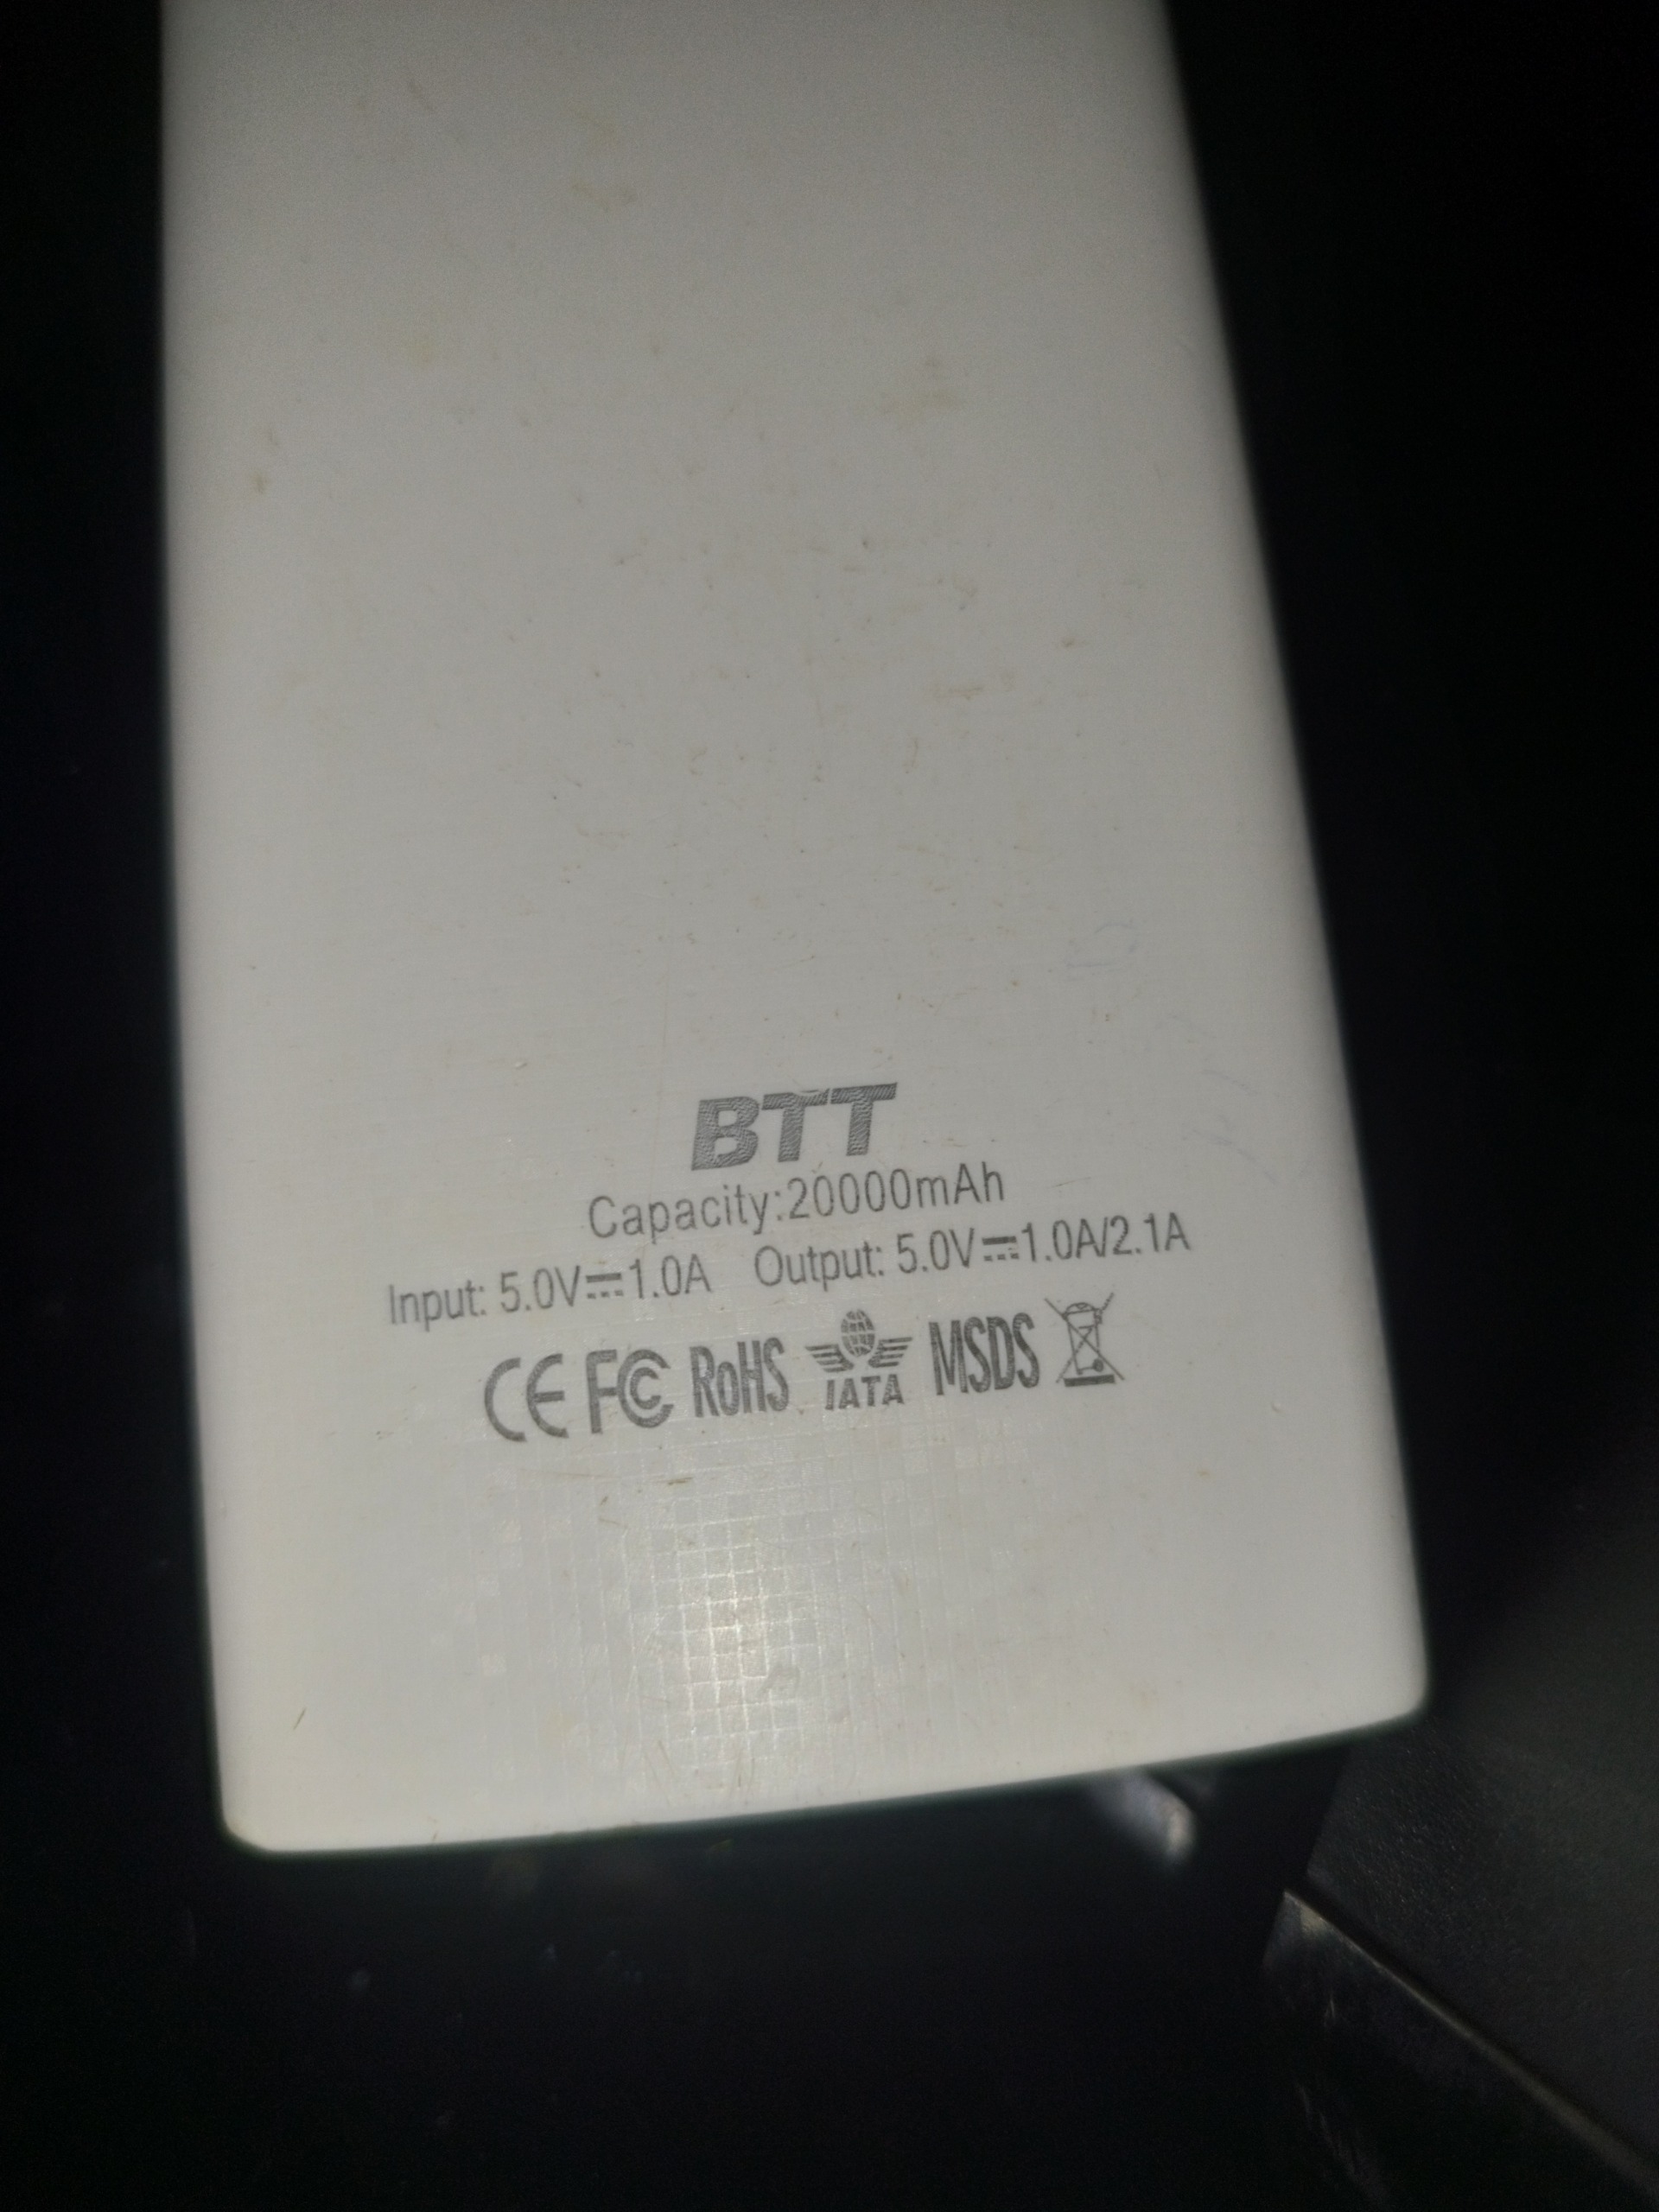 BTT
Capacity:20000mAh
Input: 5.0V⎓1.0A Output: 5.0V⎓1.0A/2.1A
CE FC RoHS IATA MSDS